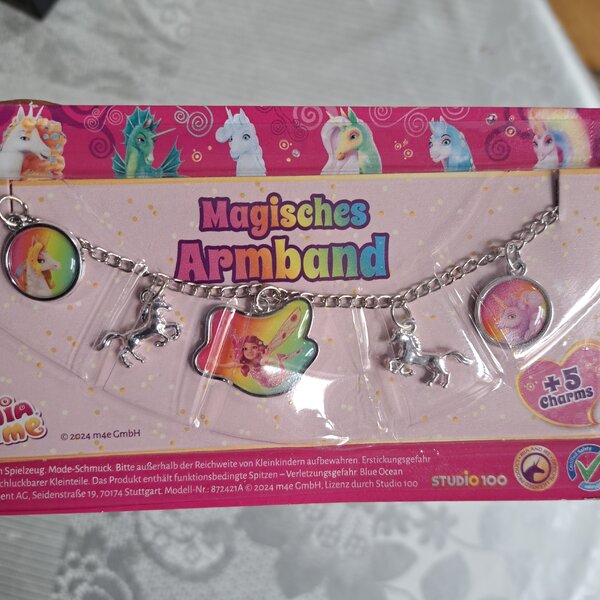 Magisches
Armband
+5
Charms
© 2024 m4e GmbH
Spielzeug. Mode-Schmuck. Bitte außerhalb der Reichweite von Kleinkindern aufbewahren. Erstickungsgefahr
schluckbarer Kleinteile. Das Produkt enthält funktionsbedingte Spitzen – Verletzungsgefahr. Blue Ocean
AG, Seidenstraße 19, 70174 Stuttgart. Modell-Nr.: 872421A © 2024 m4e GmbH, Lizenz durch Studio 100
STUDIO 100